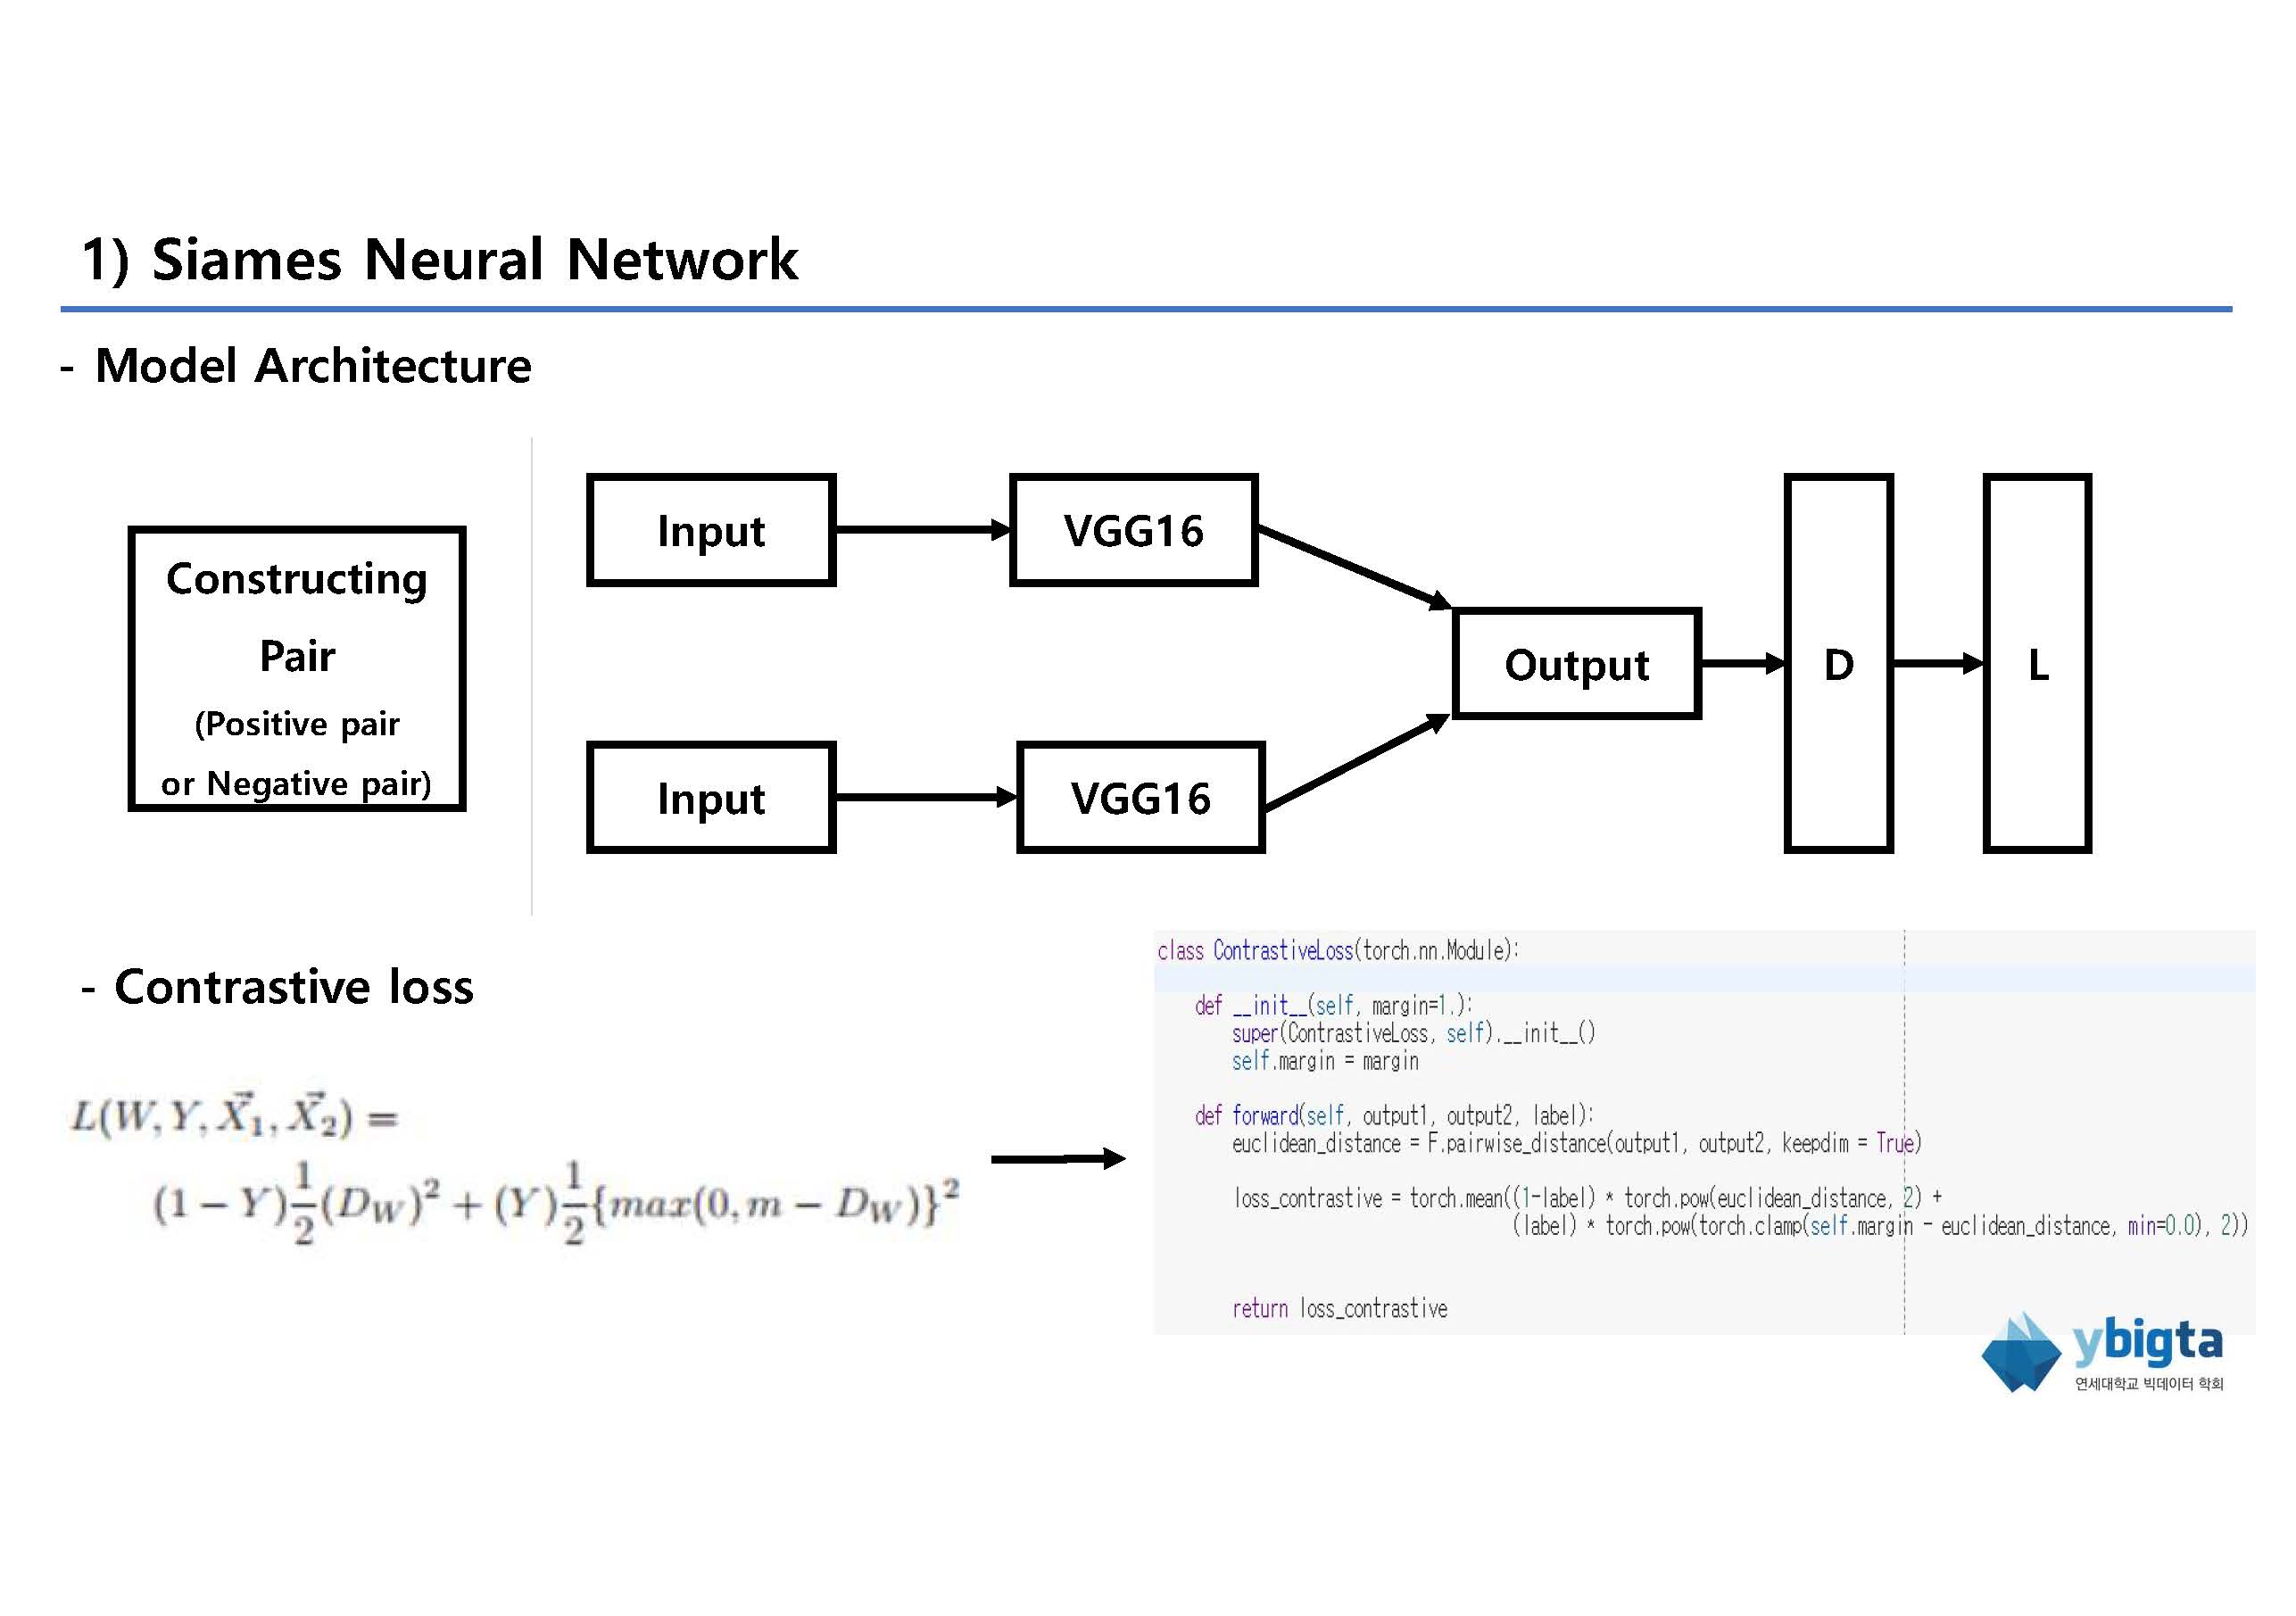 1) Siames Neural Network
- Model Architecture
Constructing
Pair
(Positive pair
or Negative pair)
Input
VGG16
Input
VGG16
Output
D
L
- Contrastive loss
L(W, Y, \vec{X_1}, \vec{X_2}) =
(1 − Y)\frac{1}{2}(D_W)^2 + (Y)\frac{1}{2}{max(0, m − D_W)}^2
class ContrastiveLoss(torch.nn.Module):
def __init__(self, margin=1.):
super(ContrastiveLoss, self).__init__()
self.margin = margin
def forward(self, output1, output2, label):
euclidean_distance = F.pairwise_distance(output1, output2, keepdim = True)
loss_contrastive = torch.mean((1-label) * torch.pow(euclidean_distance, 2) +
(label) * torch.pow(torch.clamp(self.margin - euclidean_distance, min=0.0), 2))
return loss_contrastive
ybigta
연세대학교 빅데이터 학회